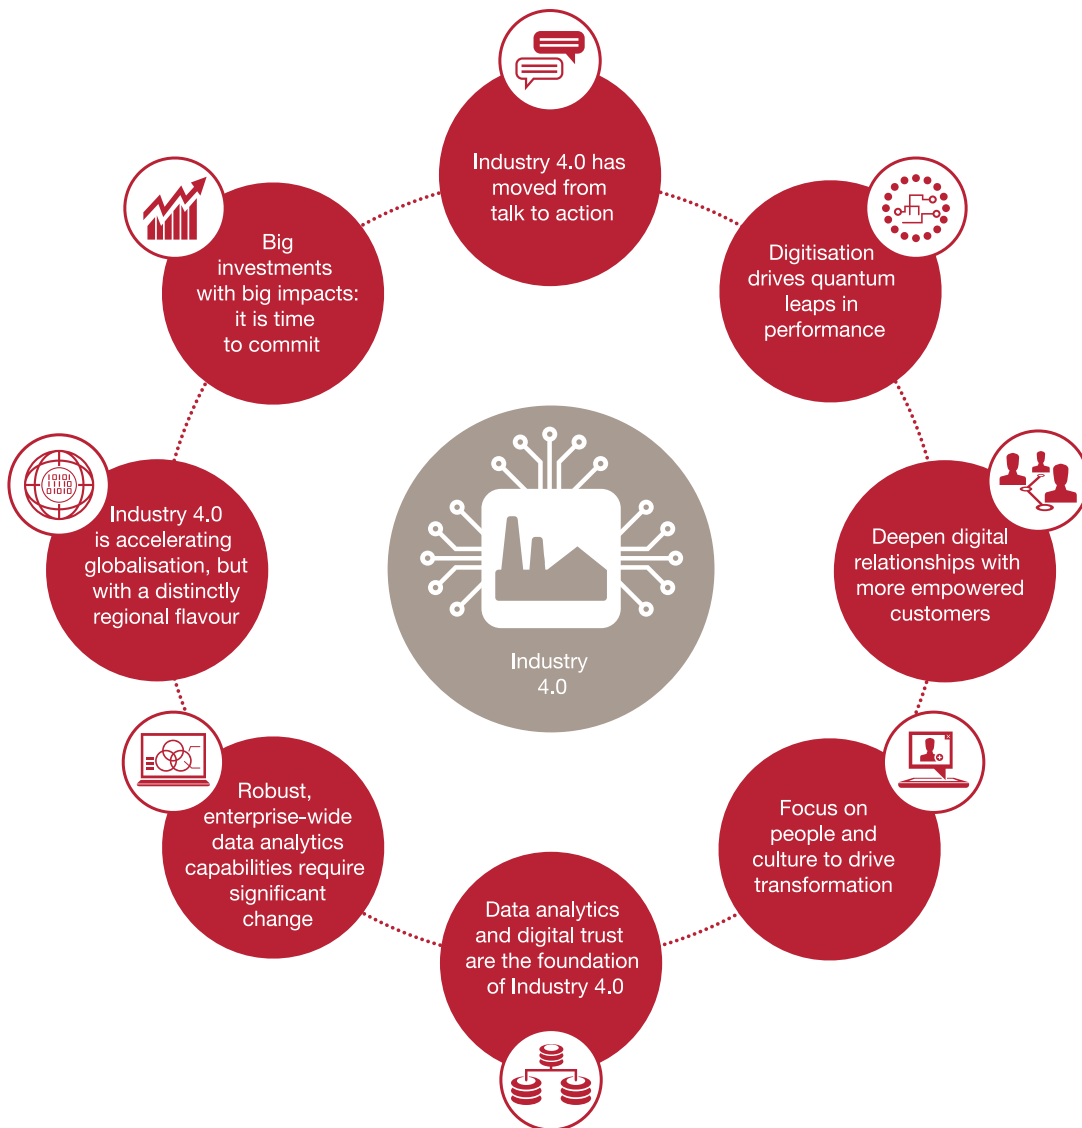 Industry 4.0 has
moved from
talk to action
Digitisation
drives quantum
leaps in
performance
Deepen digital
relationships with
more empowered
customers
Focus on
people and
culture to drive
transformation
Data analytics
and digital trust
are the foundation
of Industry 4.0
Robust,
enterprise-wide
data analytics
capabilities require
significant
change
Industry 4.0
is accelerating
globalisation, but
with a distinctly
regional flavour
10101
11110
01010
Big
investments
with big impacts:
it is time
to commit
Industry
4.0